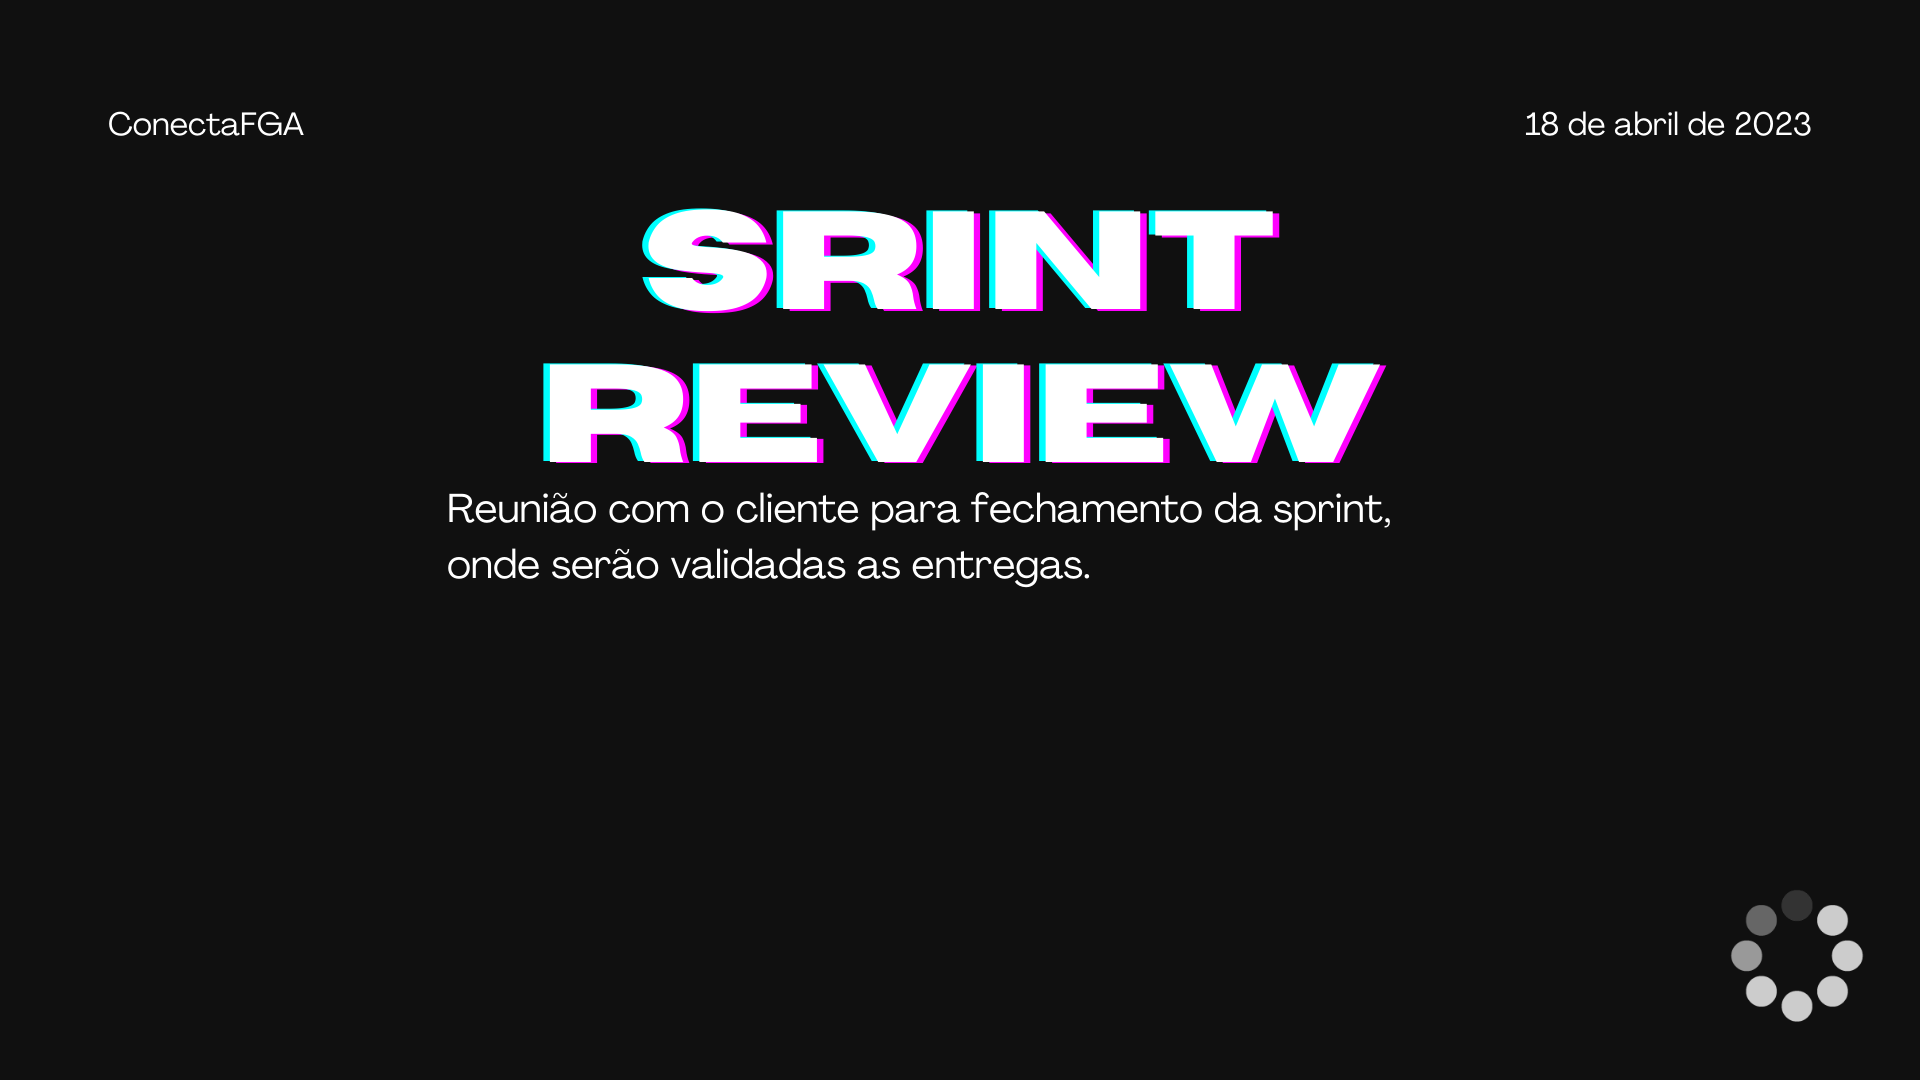 ConectaFGA
18 de abril de 2023
SRINT
REVIEW
Reunião com o cliente para fechamento da sprint,
onde serão validadas as entregas.